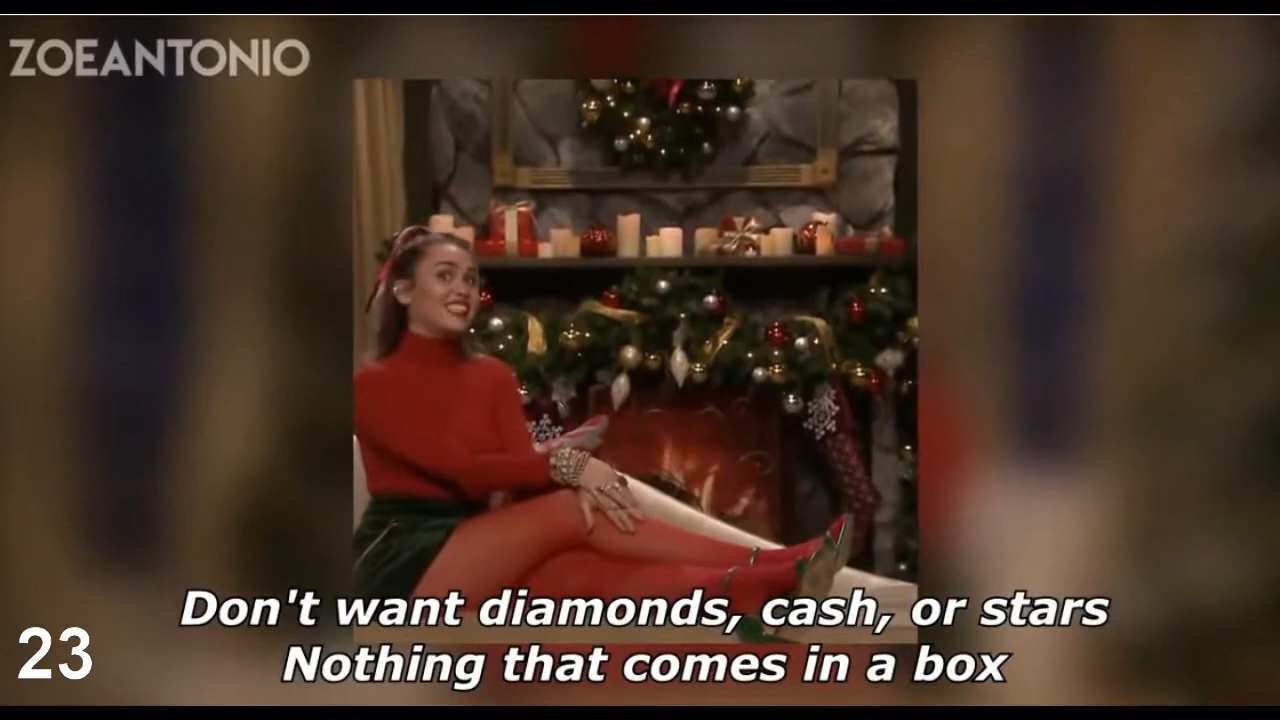 ZOEANTONIO
Don't want diamonds, cash, or stars
Nothing that comes in a box
23